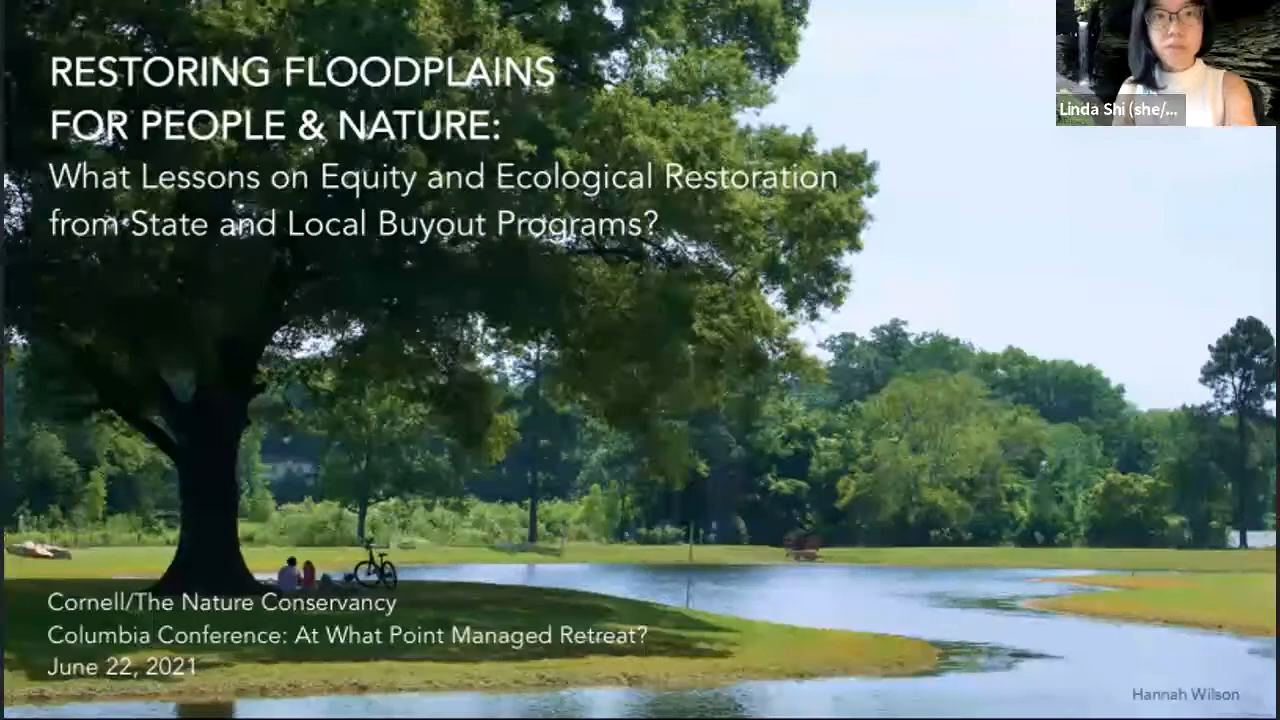 RESTORING FLOODPLAINS
FOR PEOPLE & NATURE:
What Lessons on Equity and Ecological Restoration
from State and Local Buyout Programs?
Linda Shi (she/...
Cornell/The Nature Conservancy
Columbia Conference: At What Point Managed Retreat?
June 22, 2021
Hannah Wilson